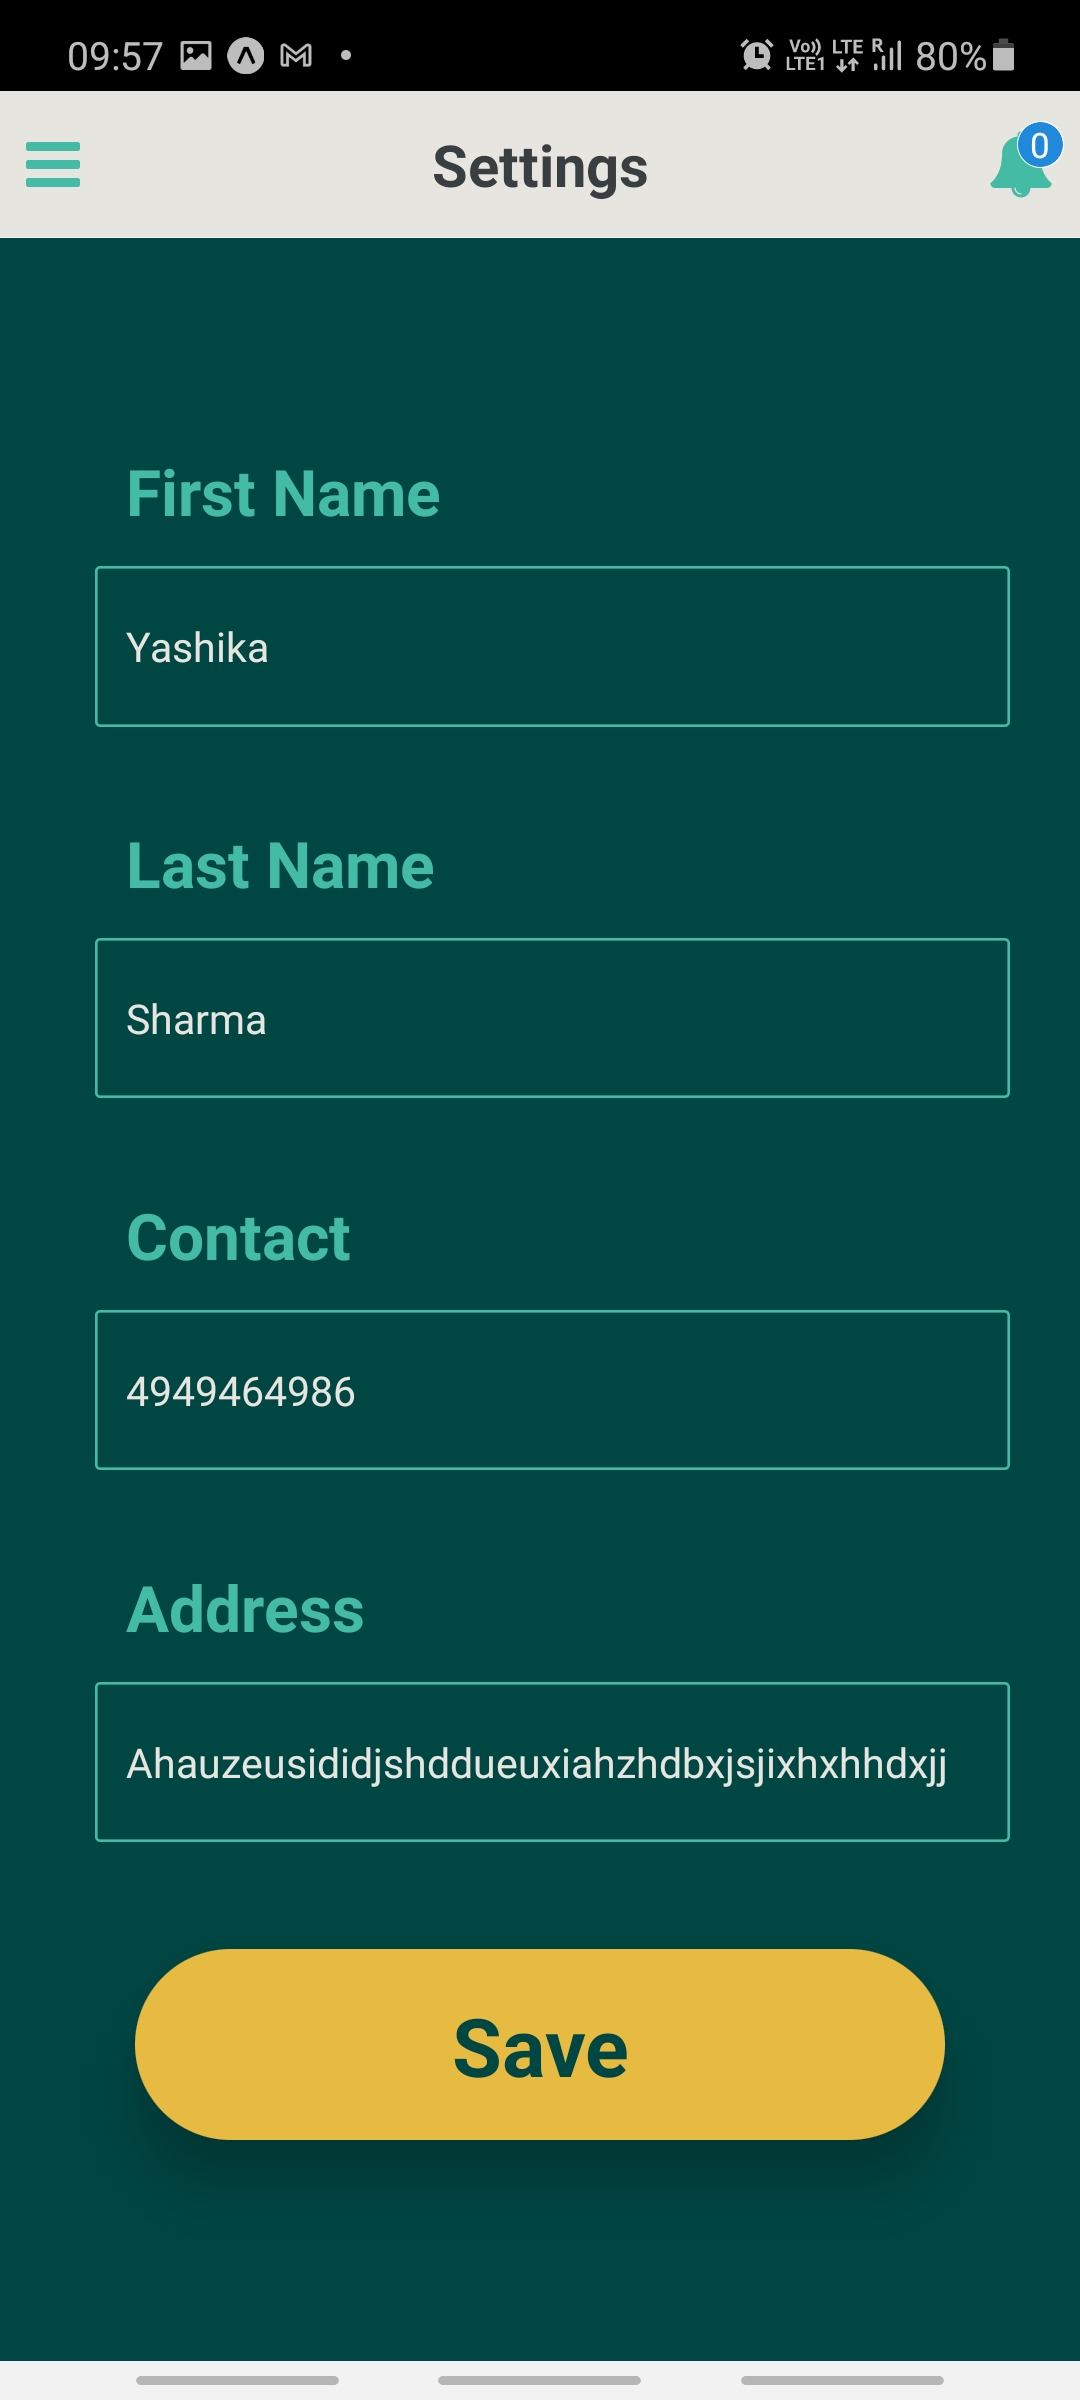 09:57 Vo)) LTE1 LTE R 80%
Settings
0
First Name
Yashika
Last Name
Sharma
Contact
4949464986
Address
Ahauzeusididjshddueuxiahzhdbxjsjixhxhhdxjj
Save